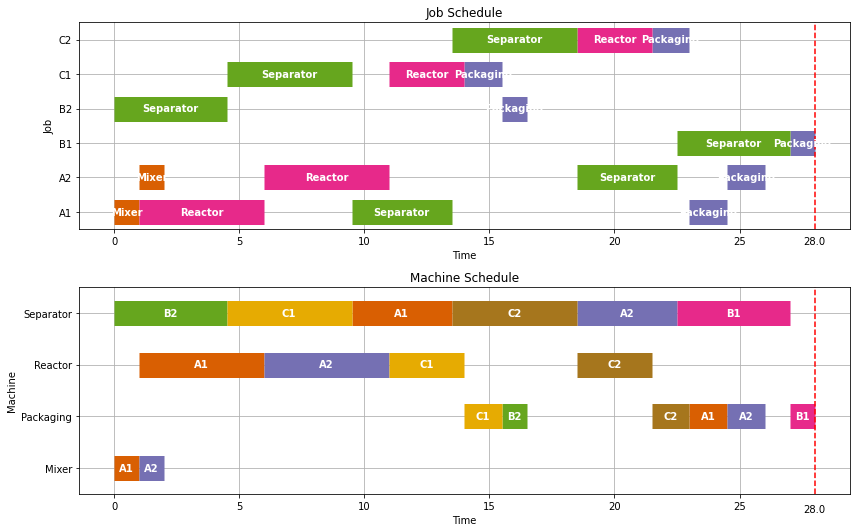 Job Schedule
C2 Separator Reactor Packaging
C1 Separator Reactor Packaging
B2 Separator Packaging
B1 Separator Packaging
A2 Mixer Reactor Separator Packaging
A1 Mixer Reactor Separator Packaging
Job
0 5 10 15 20 25 28.0
Time
Machine Schedule
Separator B2 C1 A1 C2 A2 B1
Reactor A1 A2 C1 C2
Packaging C1 B2 C2 A1 A2 B1
Mixer A1 A2
Machine
0 5 10 15 20 25 28.0
Time